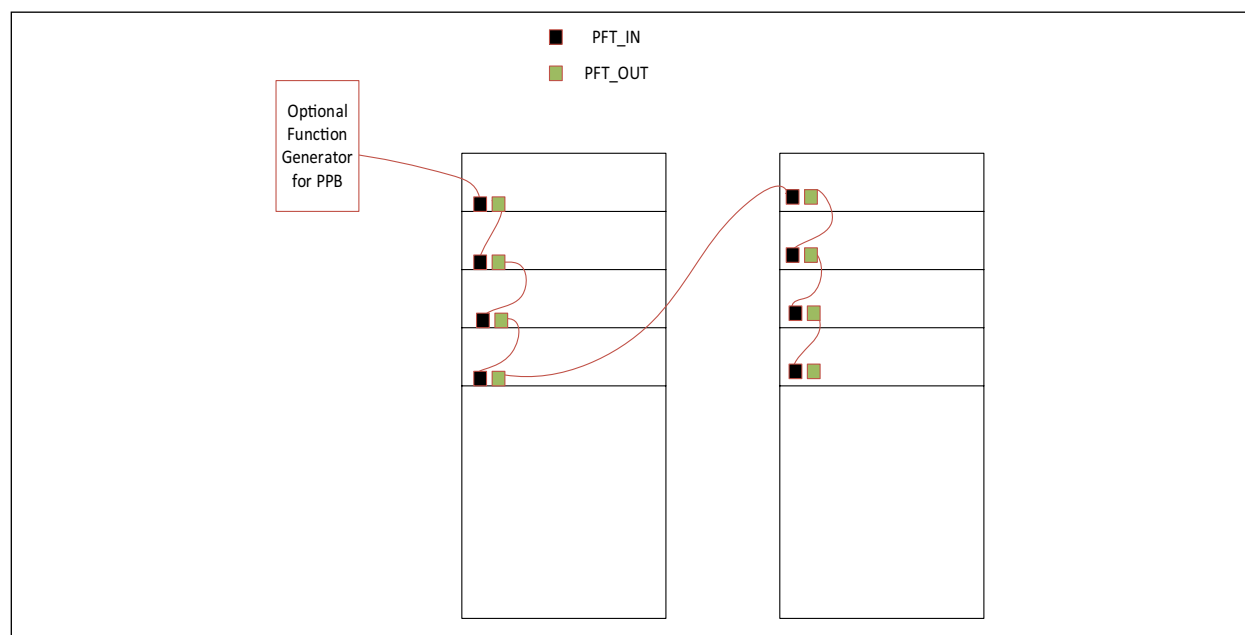 PFT_IN
PFT_OUT
Optional
Function
Generator
for PPB